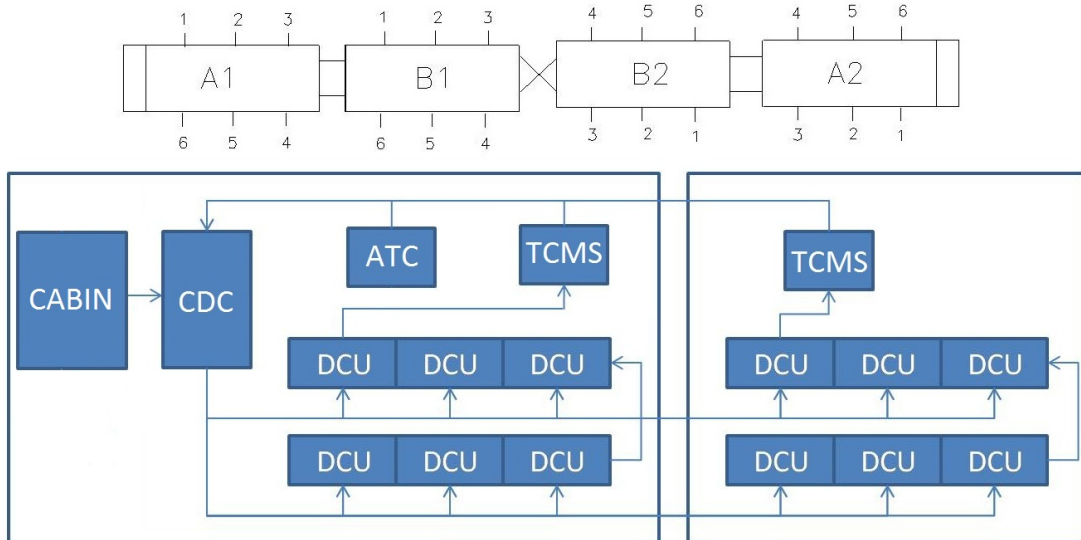 1 2 3 1 2 3 4 5 6 4 5 6
A1 B1 B2 A2
6 5 4 6 5 4 3 2 1 3 2 1
ATC TCMS TCMS
CABIN CDC
DCU DCU DCU DCU DCU DCU
DCU DCU DCU DCU DCU DCU